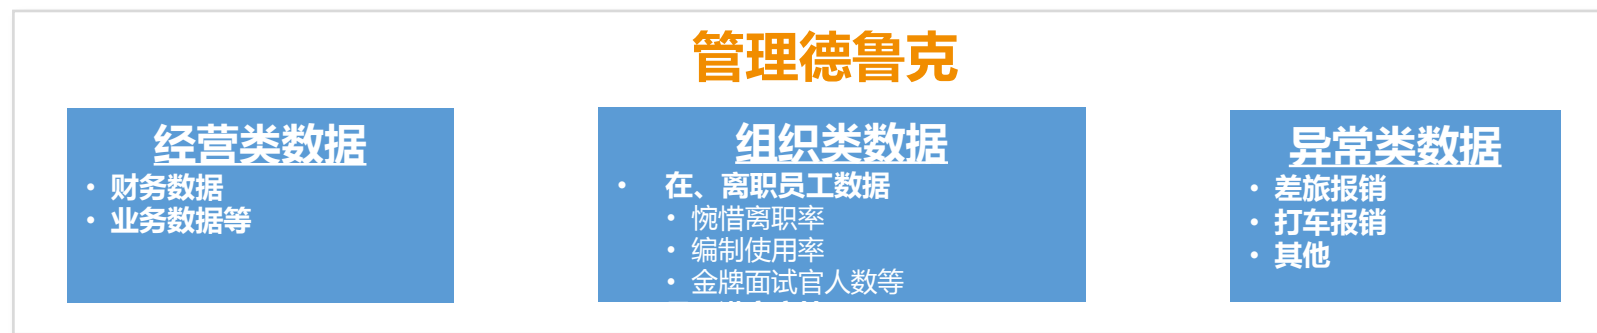 管理德鲁克
经营类数据
• 财务数据
• 业务数据等
组织类数据
• 在、离职员工数据
• 惋惜离职率
• 编制使用率
• 金牌面试官人数等
异常类数据
• 差旅报销
• 打车报销
• 其他